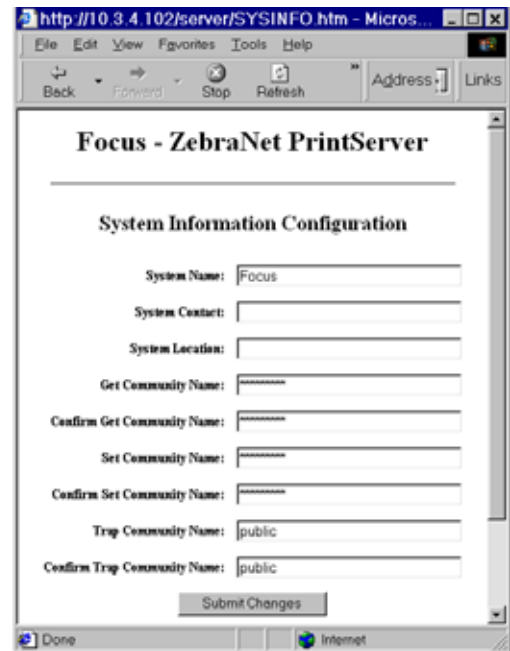 http://10.3.4.102/server/SYSINFO.htm - Micros...
File Edit View Favorites Tools Help
Back Forward Stop Refresh » Address Links
Focus - ZebraNet PrintServer
System Information Configuration
System Name: Focus
System Contact:
System Location:
Get Community Name: *********
Confirm Get Community Name: *********
Set Community Name: *********
Confirm Set Community Name: *********
Trap Community Name: public
Confirm Trap Community Name: public
Submit Changes
Done Internet